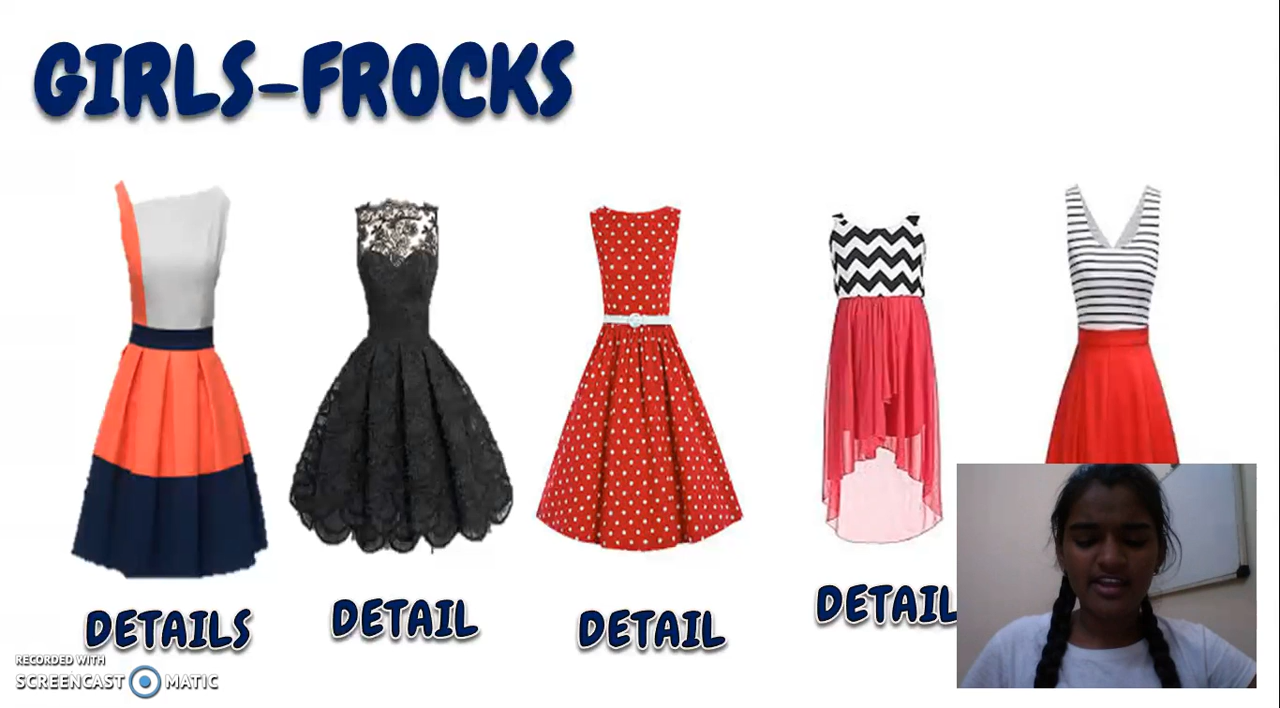 GIRLS-FROCKS
DETAILS
DETAIL
DETAIL
DETAIL
RECORDED WITH
SCREENCAST MATIC